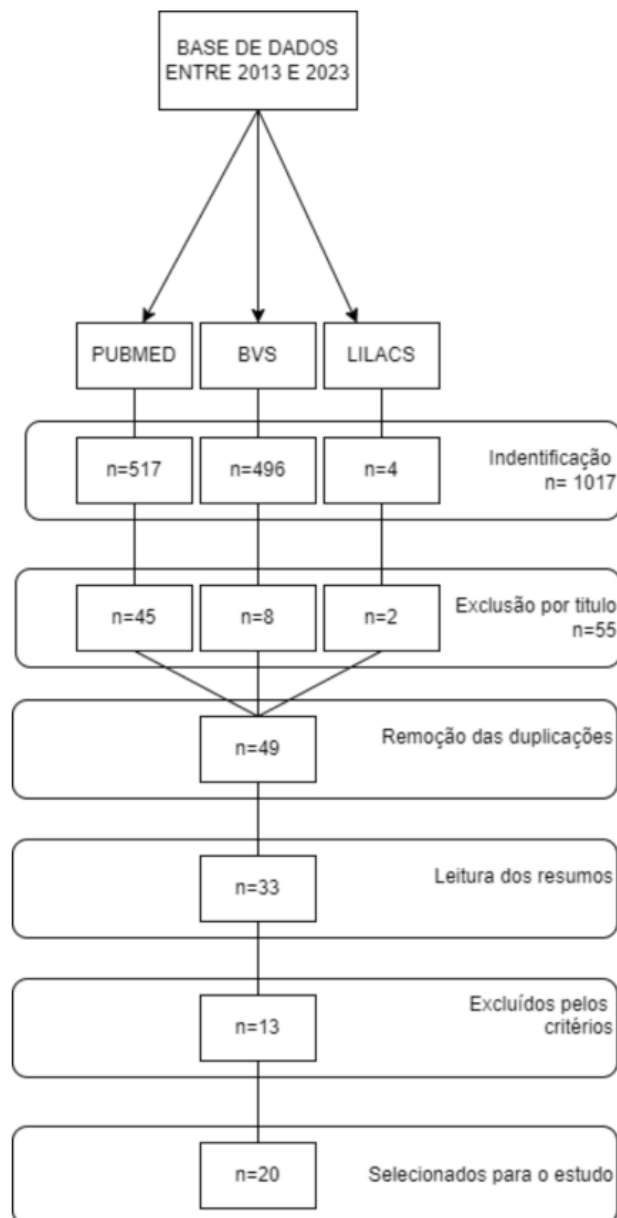 BASE DE DADOS
ENTRE 2013 E 2023
PUBMED
BVS
LILACS
n=517
n=496
n=4
Indentificação
n= 1017
n=45
n=8
n=2
Exclusão por titulo
n=55
n=49
Remoção das duplicações
n=33
Leitura dos resumos
n=13
Excluídos pelos
critérios
n=20
Selecionados para o estudo